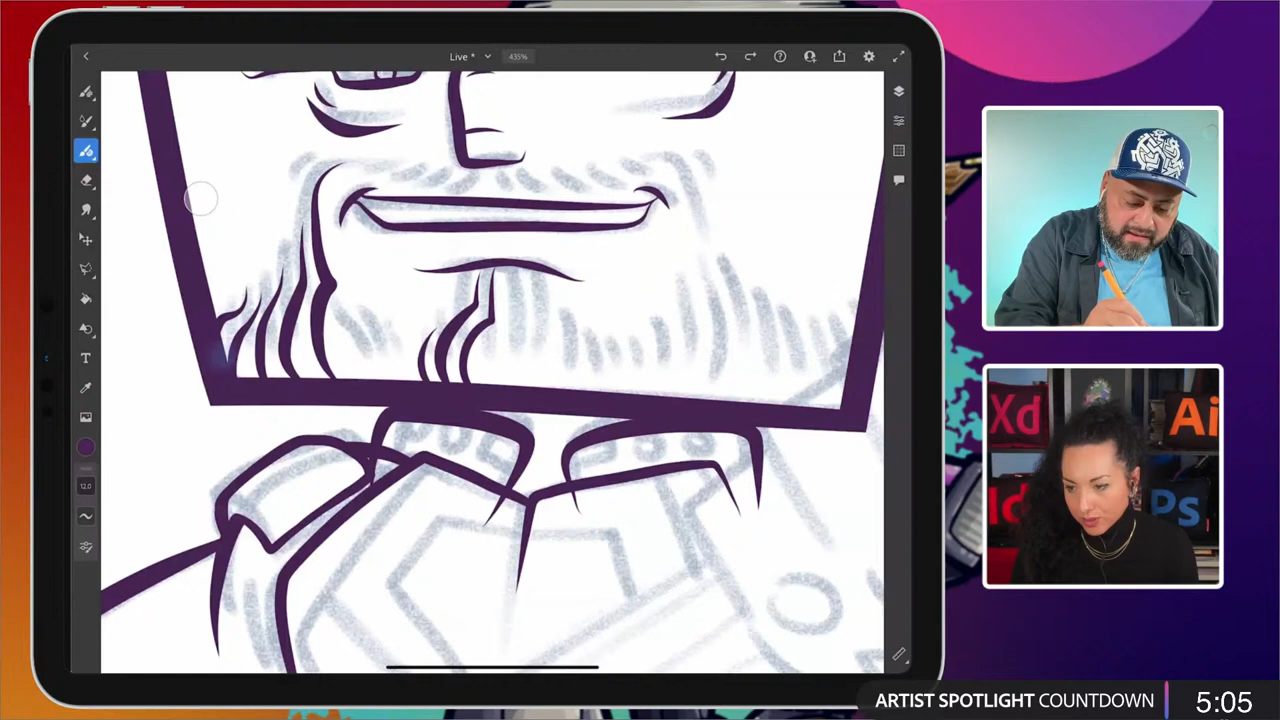 Live *
435%
T
12.0
Xd
Ai
Id
Ps
ARTIST SPOTLIGHT COUNTDOWN
5:05